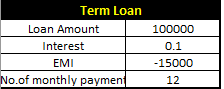 Term Loan
Loan Amount 100000
Interest 0.1
EMI -15000
No.of monthly payment 12